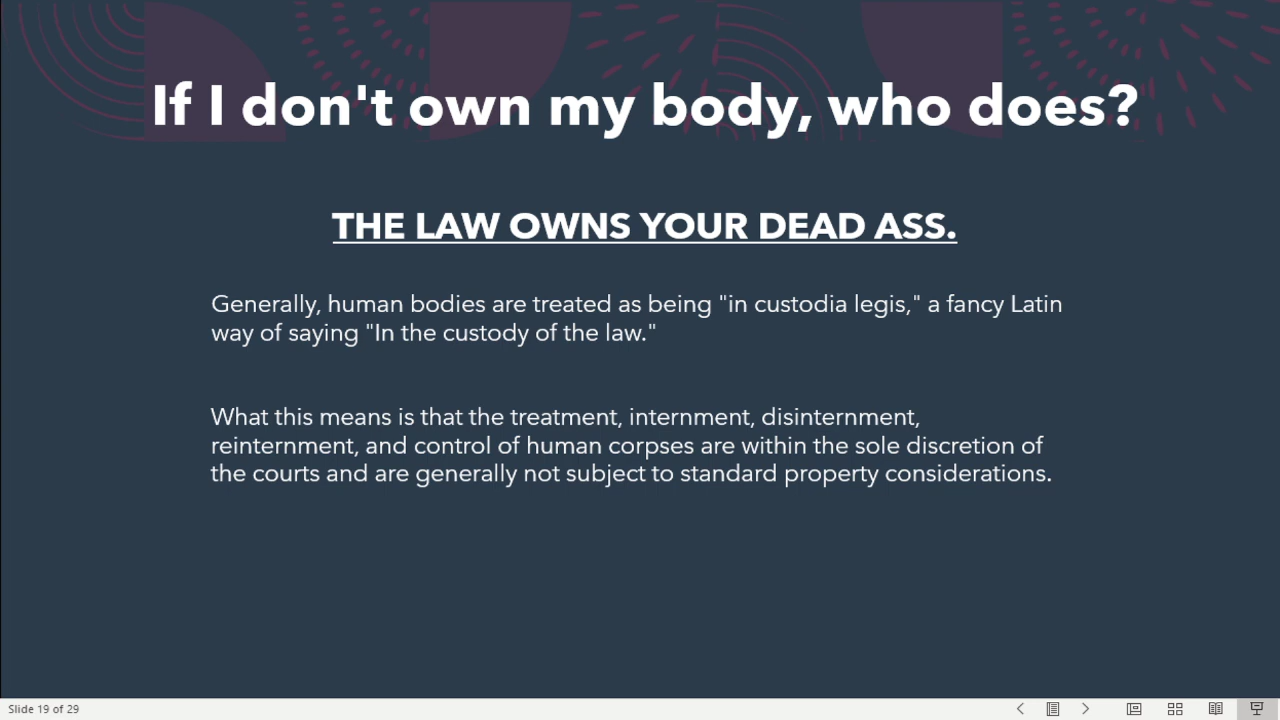 If I don't own my body, who does?
THE LAW OWNS YOUR DEAD ASS.
Generally, human bodies are treated as being "in custodia legis," a fancy Latin
way of saying "In the custody of the law."
What this means is that the treatment, internment, disinternment,
reinternment, and control of human corpses are within the sole discretion of
the courts and are generally not subject to standard property considerations.
Slide 19 of 29